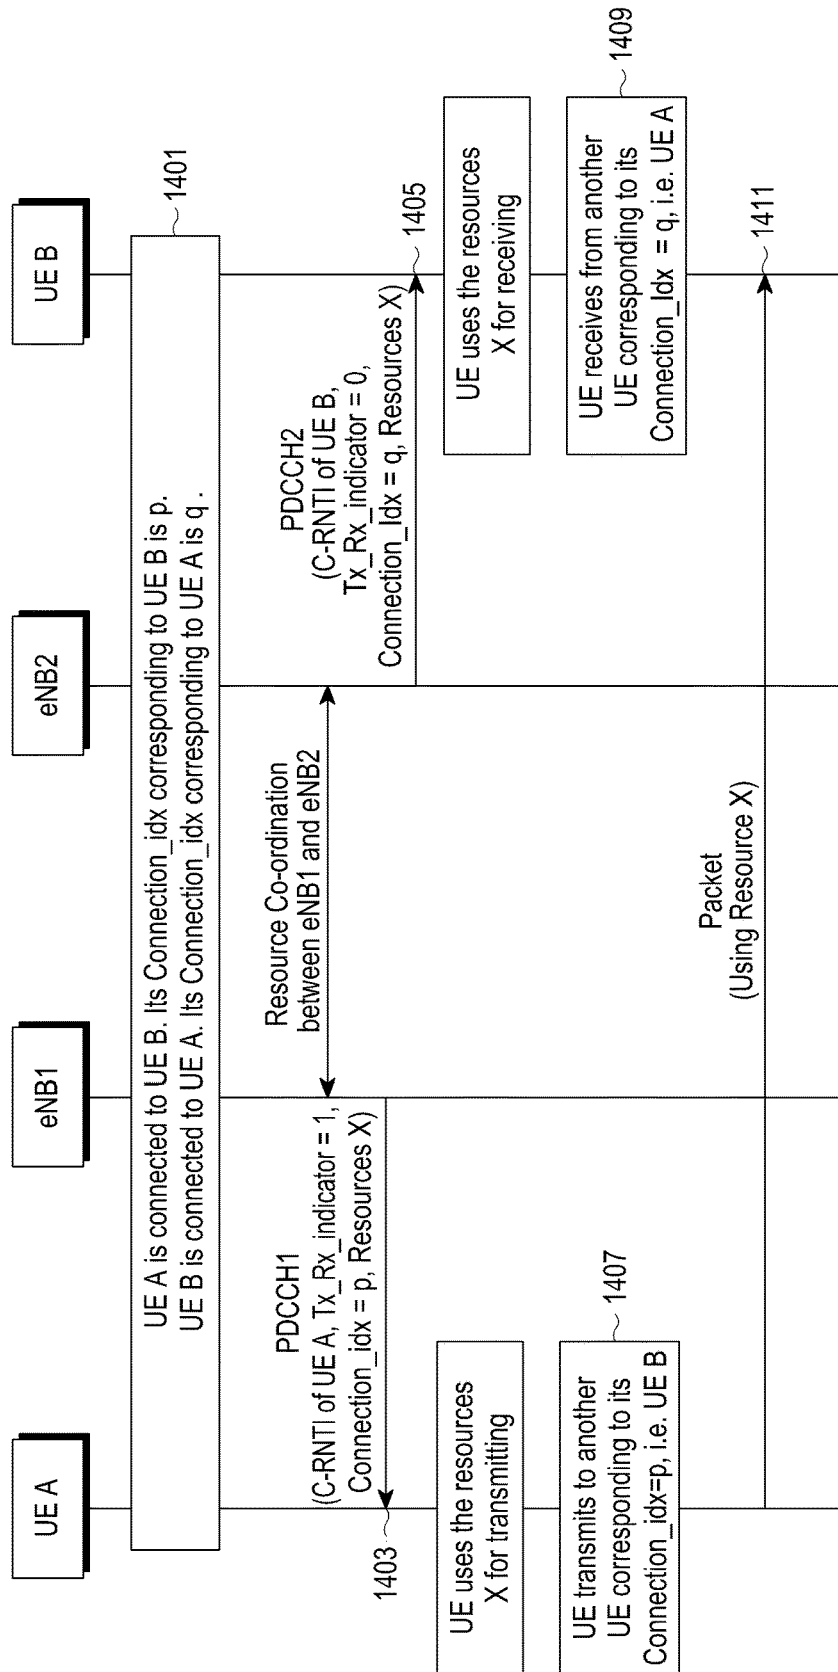 UE A
eNB1
eNB2
UE B
UE A is connected to UE B. Its Connection_idx corresponding to UE B is p.
UE B is connected to UE A. Its Connection_idx corresponding to UE A is q .
1401
Resource Co-ordination
between eNB1 and eNB2
PDCCH1
(C-RNTI of UE A, Tx_Rx_indicator = 1,
Connection_idx = p, Resources X)
1403
PDCCH2
(C-RNTI of UE B,
Tx_Rx_indicator = 0,
Connection_Idx = q, Resources X)
1405
UE uses the resources
X for transmitting
UE uses the resources
X for receiving
UE transmits to another
UE corresponding to its
Connection_idx=p, i.e. UE B
1407
UE receives from another
UE corresponding to its
Connection_Idx = q, i.e. UE A
1409
Packet
(Using Resource X)
1411